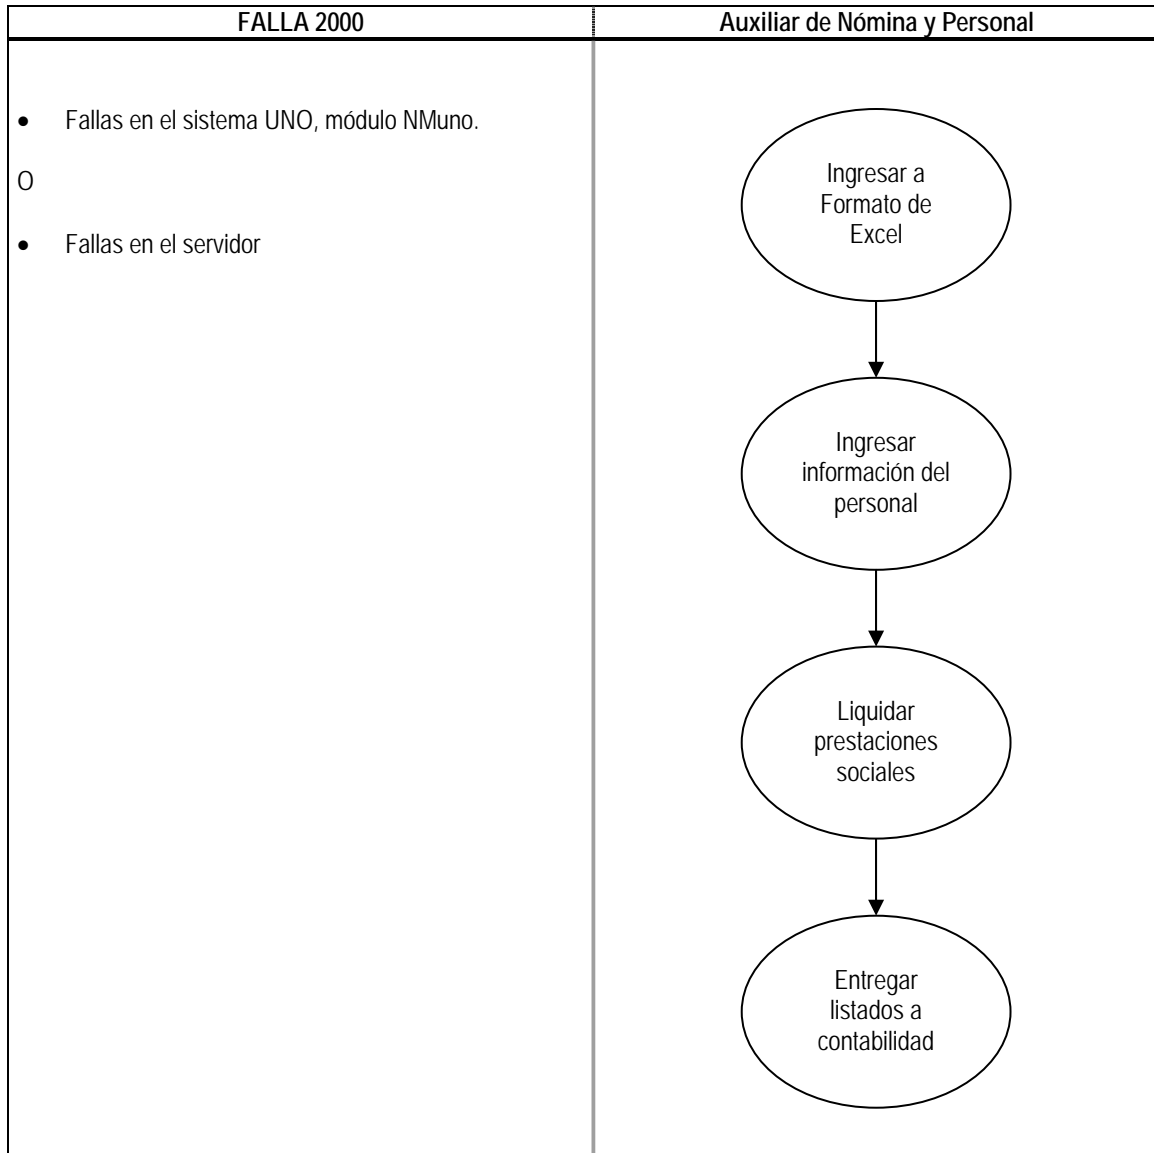 FALLA 2000
Auxiliar de Nómina y Personal
• Fallas en el sistema UNO, módulo NMuno.
O
• Fallas en el servidor
Ingresar a
Formato de
Excel
Ingresar
información del
personal
Liquidar
prestaciones
sociales
Entregar
listados a
contabilidad